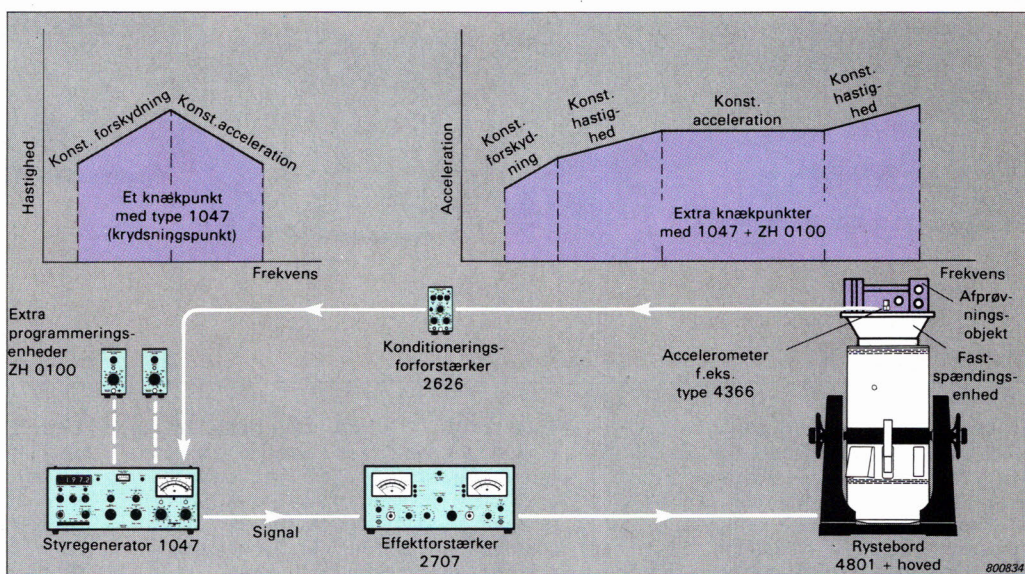 Hastighed
Konst. forskydning
Konst.acceleration
Et knækpunkt
med type 1047
(krydsningspunkt)
Frekvens
Acceleration
Konst.
forskyd-
ning
Konst.
hastig-
hed
Konst.
acceleration
Konst.
hastig-
hed
Extra knækpunkter
med 1047 + ZH 0100
Frekvens
Extra
programmerings-
enheder
ZH 0100
Konditionerings-
forforstærker
2626
Accelerometer
f.eks.
type 4366
Afprøv-
nings-
objekt
Fast-
spændings-
enhed
1972
Styregenerator 1047
Signal
Effektforstærker
2707
Rystebord
4801 + hoved
800834